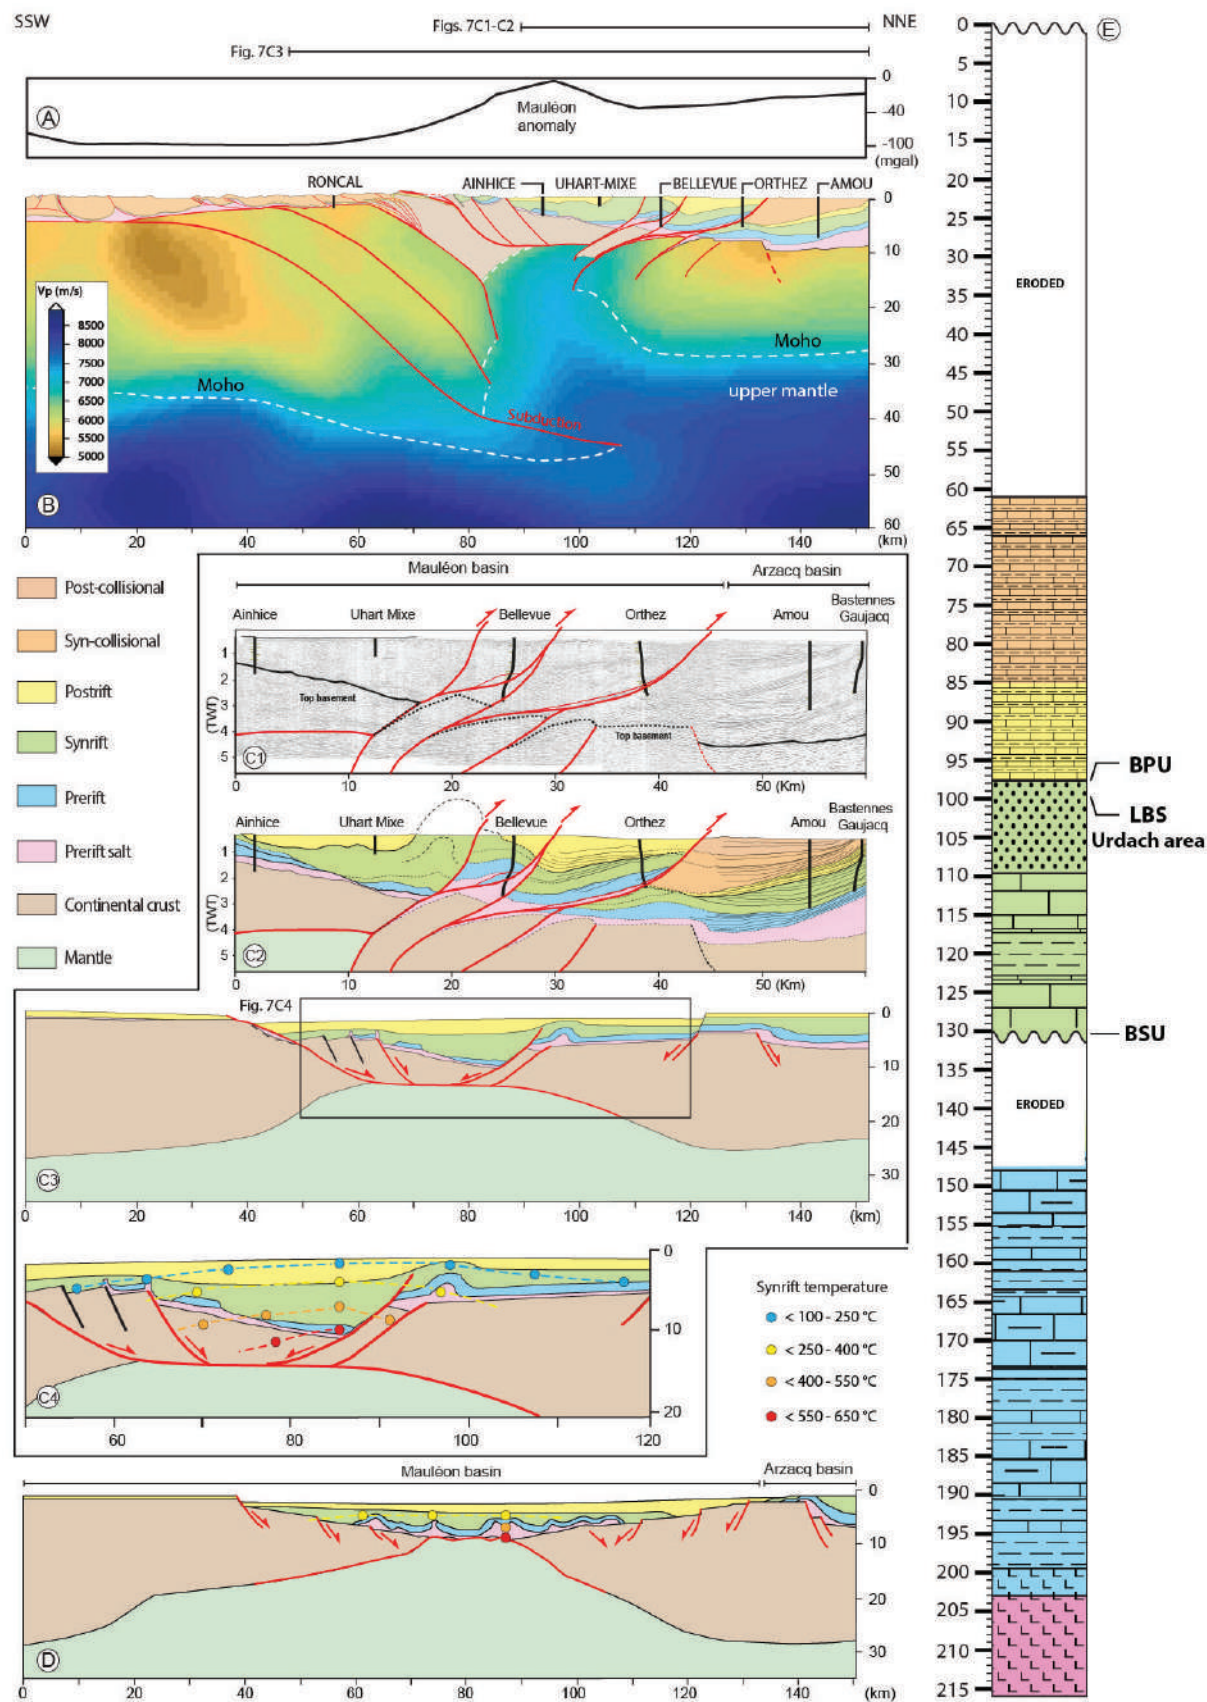 SSW
Figs. 7C1-C2
NNE
Fig. 7C3
A
Mauléon
anomaly
0
-40
-100
(mgal)
RONCAL
AINHICE
UHART-MIXE
BELLEVUE
ORTHEZ
AMOU
0
10
20
30
40
50
60
Vp (m/s)
8500
8000
7500
7000
6500
6000
5500
5000
Moho
Moho
upper mantle
Subduction
B
0 20 40 60 80 100 120 140 (km)
Post-collisional
Syn-collisional
Postrift
Synrift
Prerift
Prerift salt
Continental crust
Mantle
Mauléon basin
Arzacq basin
Ainhice
Uhart Mixe
Bellevue
Orthez
Amou
Bastennes
Gaujacq
1
2
3
4
5
(TWT)
Top basement
Top basement
C1
0 10 20 30 40 50 (Km)
Ainhice
Uhart Mixe
Bellevue
Orthez
Amou
Bastennes
Gaujacq
1
2
3
4
5
(TWT)
C2
0 10 20 30 40 50 (Km)
Fig. 7C4
0
10
20
30
C3
0 20 40 60 80 100 120 140 (km)
0
10
20
C4
60 80 100 120
Synrift temperature
< 100 - 250 °C
< 250 - 400 °C
< 400 - 550 °C
< 550 - 650 °C
Mauléon basin
Arzacq basin
0
10
20
30
D
0 20 40 60 80 100 120 140 (km)
E
0
5
10
15
20
25
30
35
40
45
50
55
60
65
70
75
80
85
90
95
100
105
110
115
120
125
130
135
140
145
150
155
160
165
170
175
180
185
190
195
200
205
210
215
ERODED
BPU
LBS
Urdach area
BSU
ERODED